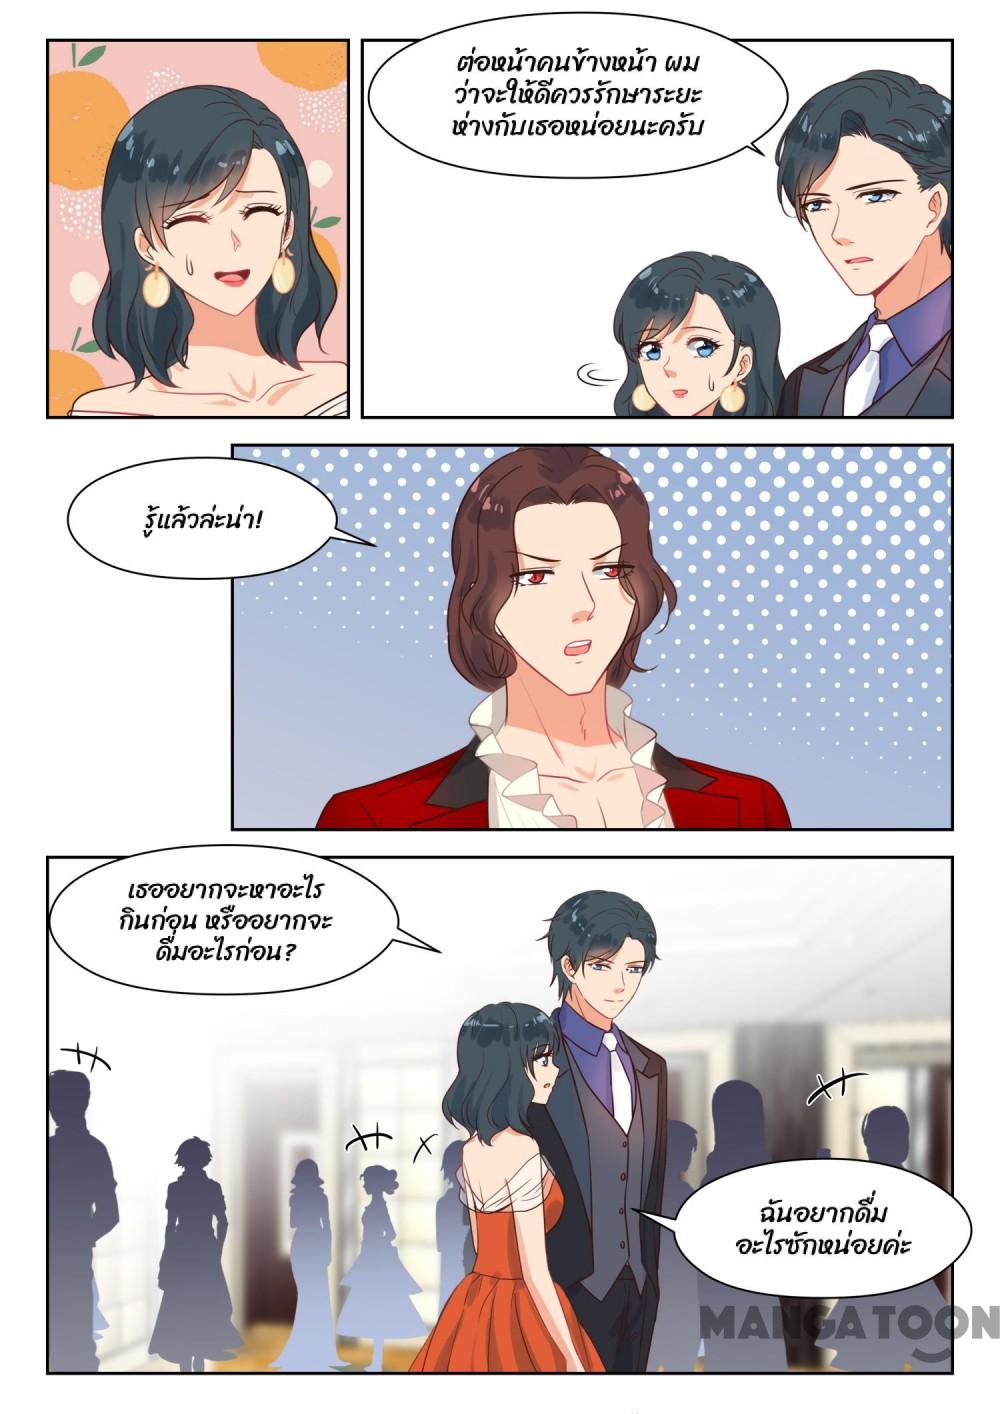 ต่อหน้าคนข้างหน้า ผม
ว่าจะให้ดีควรรักษาระยะ
ห่างกับเธอหน่อยนะครับ
รู้แล้วล่ะน่า!
เธออยากจะหาอะไร
กินก่อน หรืออยากจะ
ดื่มอะไรก่อน?
ฉันอยากดื่ม
อะไรซักหน่อยค่ะ
MANGATOON